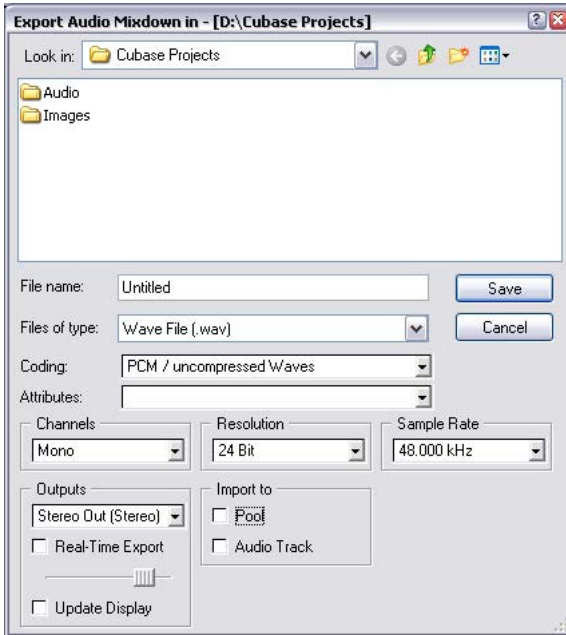 Export Audio Mixdown in - [D:\Cubase Projects]
Look in: Cubase Projects
Audio
Images
File name: Untitled Save
Files of type: Wave File (.wav) Cancel
Coding: PCM / uncompressed Waves
Attributes:
Channels Resolution Sample Rate
Mono 24 Bit 48.000 kHz
Outputs Import to
Stereo Out (Stereo) Pool
Real-Time Export Audio Track
Update Display